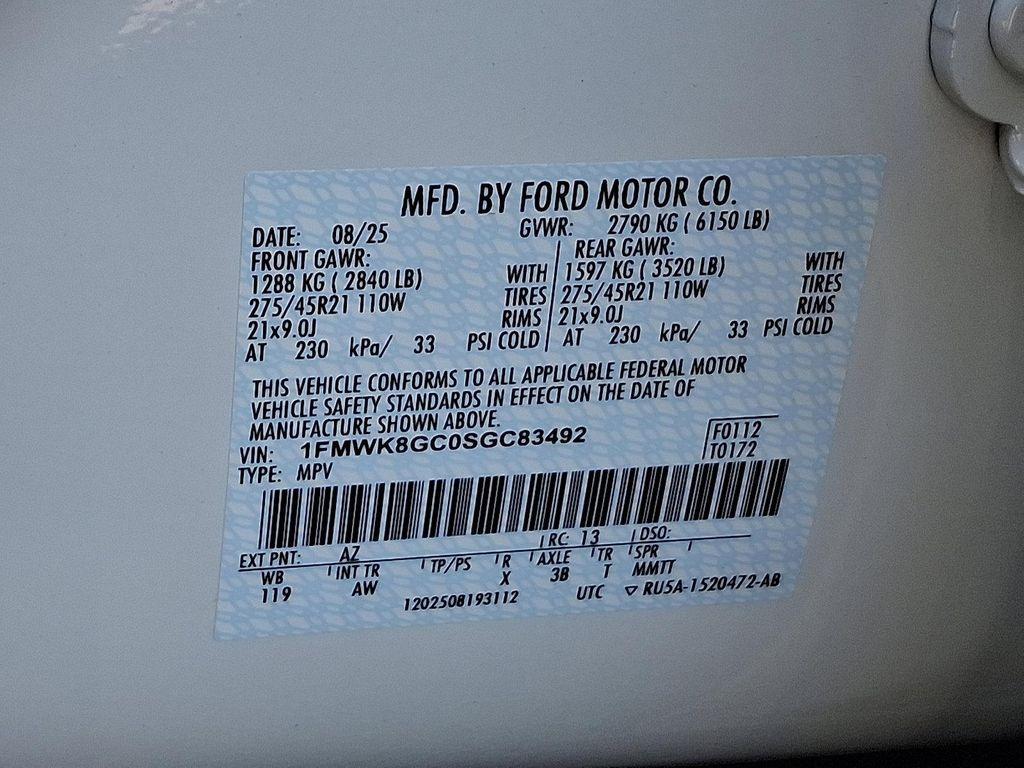 MFD. BY FORD MOTOR CO.
DATE: 08/25 GVWR: 2790 KG ( 6150 LB)
FRONT GAWR: REAR GAWR:
1288 KG ( 2840 LB) WITH 1597 KG ( 3520 LB) WITH
275/45R21 110W TIRES 275/45R21 110W TIRES
21x9.0J RIMS 21x9.0J RIMS
AT 230 kPa/ 33 PSI COLD AT 230 kPa/ 33 PSI COLD
THIS VEHICLE CONFORMS TO ALL APPLICABLE FEDERAL MOTOR
VEHICLE SAFETY STANDARDS IN EFFECT ON THE DATE OF
MANUFACTURE SHOWN ABOVE.
VIN: 1FMWK8GC0SGC83492 F0112
TYPE: MPV T0172
EXT PNT: AZ RC: 13 DSO:
WB INT TR TP/PS R AXLE TR SPR
119 AW X 3B T MMTT
1202508193112 UTC ▽ RU5A-1520472-AB